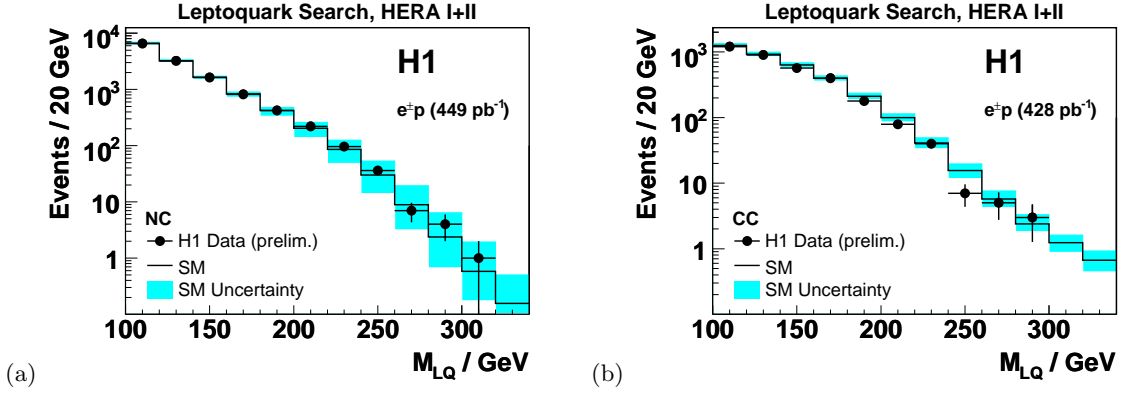 Leptoquark Search, HERA I+II
Events / 20 GeV
10⁴
10³
10²
10
1
H1
e±p (449 pb⁻¹)
NC
H1 Data (prelim.)
SM
SM Uncertainty
100 150 200 250 300
M_LQ / GeV
(a)
Leptoquark Search, HERA I+II
Events / 20 GeV
10³
10²
10
1
H1
e±p (428 pb⁻¹)
CC
H1 Data (prelim.)
SM
SM Uncertainty
100 150 200 250 300
M_LQ / GeV
(b)